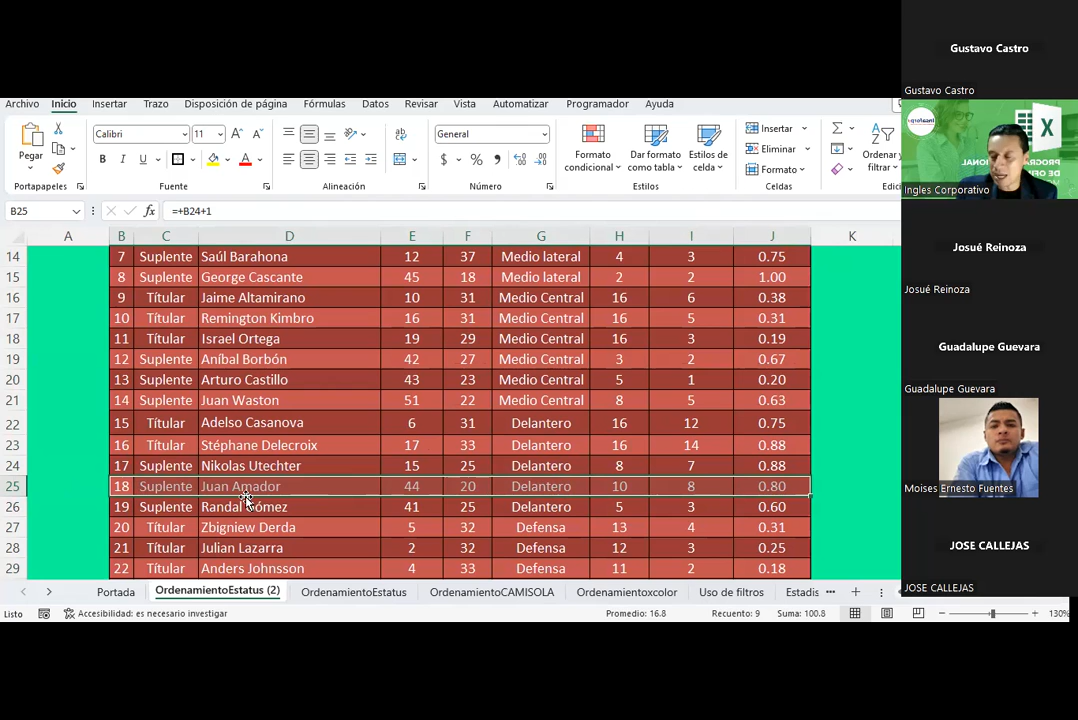 Archivo Inicio Insertar Trazo Disposición de página Fórmulas Datos Revisar Vista Automatizar Programador Ayuda
Pegar
Calibri 11
General
Formato condicional
Dar formato como tabla
Estilos de celda
Insertar
Eliminar
Formato
Ordenar y filtrar
Portapapeles Fuente Alineación Número Estilos Celdas Edici
B25 fx =+B24+1
A B C D E F G H I J K
14 7 Suplente Saúl Barahona 12 37 Medio lateral 4 3 0.75
15 8 Suplente George Cascante 45 18 Medio lateral 2 2 1.00
16 9 Títular Jaime Altamirano 10 31 Medio Central 16 6 0.38
17 10 Títular Remington Kimbro 16 31 Medio Central 16 5 0.31
18 11 Títular Israel Ortega 19 29 Medio Central 16 3 0.19
19 12 Suplente Aníbal Borbón 42 27 Medio Central 3 2 0.67
20 13 Suplente Arturo Castillo 43 23 Medio Central 5 1 0.20
21 14 Suplente Juan Waston 51 22 Medio Central 8 5 0.63
22 15 Títular Adelso Casanova 6 31 Delantero 16 12 0.75
23 16 Títular Stéphane Delecroix 17 33 Delantero 16 14 0.88
24 17 Suplente Nikolas Utechter 15 25 Delantero 8 7 0.88
25 18 Suplente Juan Amador 44 20 Delantero 10 8 0.80
26 19 Suplente Randal Gómez 41 25 Delantero 5 3 0.60
27 20 Títular Zbigniew Derda 5 32 Defensa 13 4 0.31
28 21 Títular Julian Lazarra 2 32 Defensa 12 3 0.25
29 22 Títular Anders Johnsson 4 33 Defensa 11 2 0.18
Portada OrdenamientoEstatus (2) OrdenamientoEstatus OrdenamientoCAMISOLA Ordenamientoxcolor Uso de filtros Estadis
Listo Accesibilidad: es necesario investigar Promedio: 16.8 Recuento: 9 Suma: 100.8 130%
Gustavo Castro
Gustavo Castro
Ingles Corporativo
Josué Reinoza
Josué Reinoza
Guadalupe Guevara
Guadalupe Guevara
Moises Ernesto Fuentes
JOSE CALLEJAS
JOSE CALLEJAS